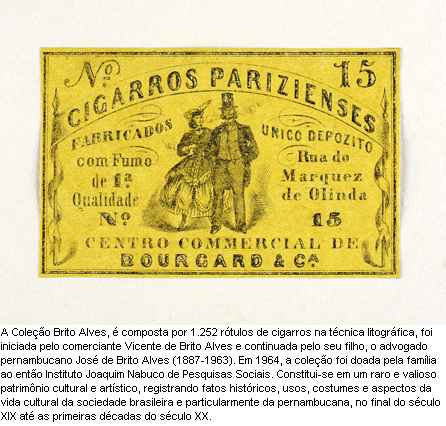 Nº 15
CIGARROS PARIZIENSES
FABRICADOS
com Fumo
de 1ª
Qualidade
Nº
UNICO DEPOZITO
Rua do
Marquez
de Olinda
15
CENTRO COMMERCIAL DE
BOURGARD & Cª
A Coleção Brito Alves, é composta por 1.252 rótulos de cigarros na técnica litográfica, foi
iniciada pelo comerciante Vicente de Brito Alves e continuada pelo seu filho, o advogado
pernambucano José de Brito Alves (1887-1963). Em 1964, a coleção foi doada pela família
ao então Instituto Joaquim Nabuco de Pesquisas Sociais. Constitui-se em um raro e valioso
patrimônio cultural e artístico, registrando fatos históricos, usos, costumes e aspectos da
vida cultural da sociedade brasileira e particularmente da pernambucana, no final do século
XIX até as primeiras décadas do século XX.